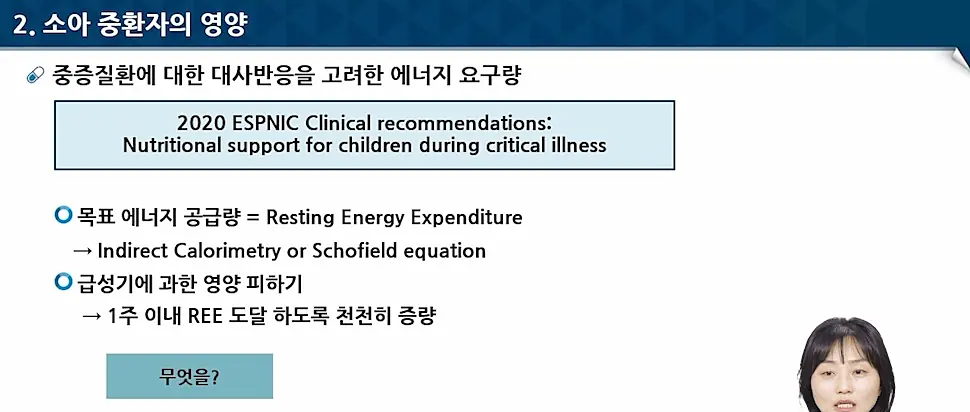 2. 소아 중환자의 영양
중증질환에 대한 대사반응을 고려한 에너지 요구량
2020 ESPNIC Clinical recommendations:
Nutritional support for children during critical illness
목표 에너지 공급량 = Resting Energy Expenditure
→ Indirect Calorimetry or Schofield equation
급성기에 과한 영양 피하기
→ 1주 이내 REE 도달 하도록 천천히 증량
무엇을?